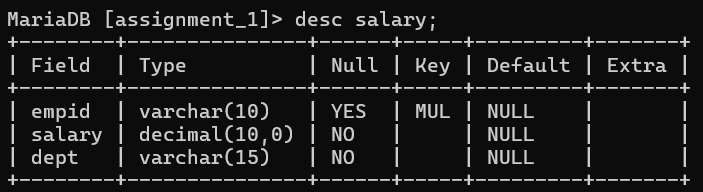 MariaDB [assignment_1]> desc salary;
+--------+---------------+------+-----+---------+-------+
| Field  | Type          | Null | Key | Default | Extra |
+--------+---------------+------+-----+---------+-------+
| empid  | varchar(10)   | YES  | MUL | NULL    |       |
| salary | decimal(10,0) | NO   |     | NULL    |       |
| dept   | varchar(15)   | NO   |     | NULL    |       |
+--------+---------------+------+-----+---------+-------+